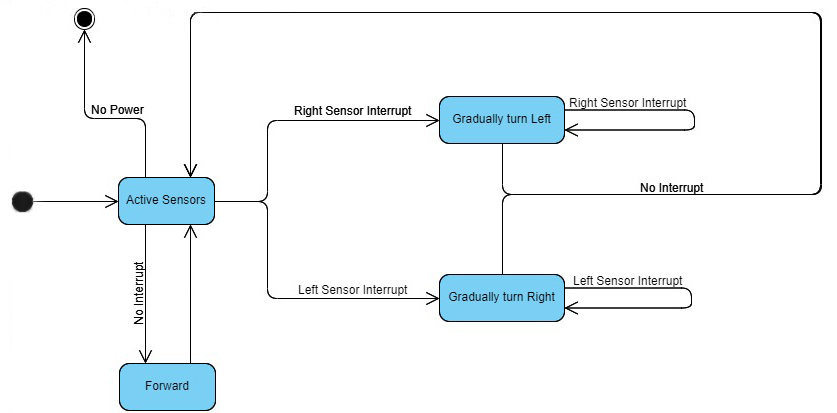 No Power
Right Sensor Interrupt
Gradually turn Left
Right Sensor Interrupt
Active Sensors
No Interrupt
No Interrupt
Left Sensor Interrupt
Gradually turn Right
Left Sensor Interrupt
Forward